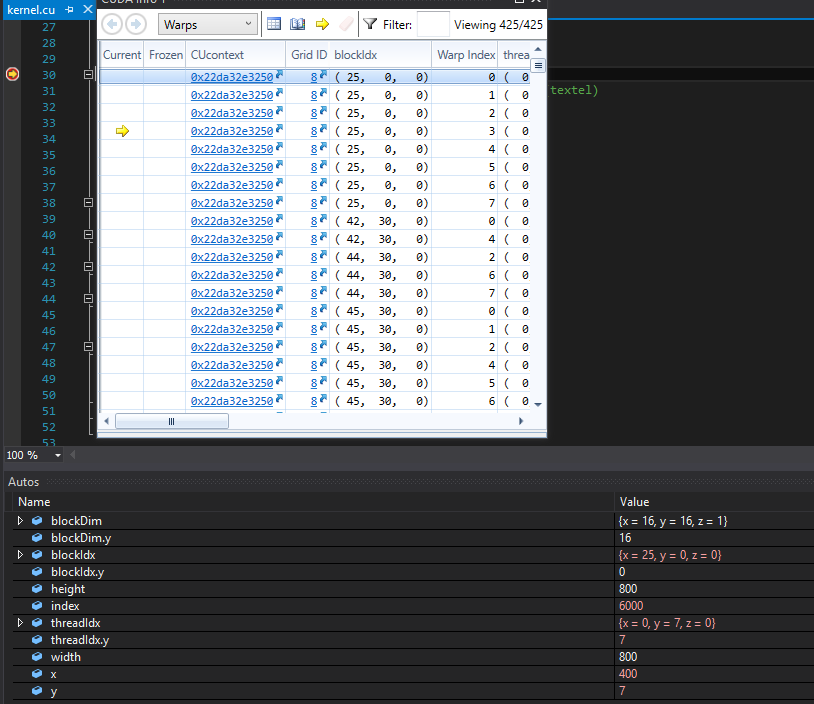 kernel.cu
CUDA Info 1
Warps
Filter:
Viewing 425/425
Current Frozen CUcontext Grid ID blockIdx Warp Index threa
0x22da32e3250 8 ( 25, 0, 0) 0 ( 0
0x22da32e3250 8 ( 25, 0, 0) 1 ( 0
0x22da32e3250 8 ( 25, 0, 0) 2 ( 0
0x22da32e3250 8 ( 25, 0, 0) 3 ( 0
0x22da32e3250 8 ( 25, 0, 0) 4 ( 0
0x22da32e3250 8 ( 25, 0, 0) 5 ( 0
0x22da32e3250 8 ( 25, 0, 0) 6 ( 0
0x22da32e3250 8 ( 25, 0, 0) 7 ( 0
0x22da32e3250 8 ( 42, 30, 0) 0 ( 0
0x22da32e3250 8 ( 42, 30, 0) 4 ( 0
0x22da32e3250 8 ( 44, 30, 0) 2 ( 0
0x22da32e3250 8 ( 44, 30, 0) 6 ( 0
0x22da32e3250 8 ( 44, 30, 0) 7 ( 0
0x22da32e3250 8 ( 45, 30, 0) 0 ( 0
0x22da32e3250 8 ( 45, 30, 0) 1 ( 0
0x22da32e3250 8 ( 45, 30, 0) 2 ( 0
0x22da32e3250 8 ( 45, 30, 0) 4 ( 0
0x22da32e3250 8 ( 45, 30, 0) 5 ( 0
0x22da32e3250 8 ( 45, 30, 0) 6 ( 0
27
28
29
30
31
textel)
32
33
34
35
36
37
38
39
40
41
42
43
44
45
46
47
48
49
50
51
52
53
100 %
Autos
Name Value
blockDim {x = 16, y = 16, z = 1}
blockDim.y 16
blockIdx {x = 25, y = 0, z = 0}
blockIdx.y 0
height 800
index 6000
threadIdx {x = 0, y = 7, z = 0}
threadIdx.y 7
width 800
x 400
y 7